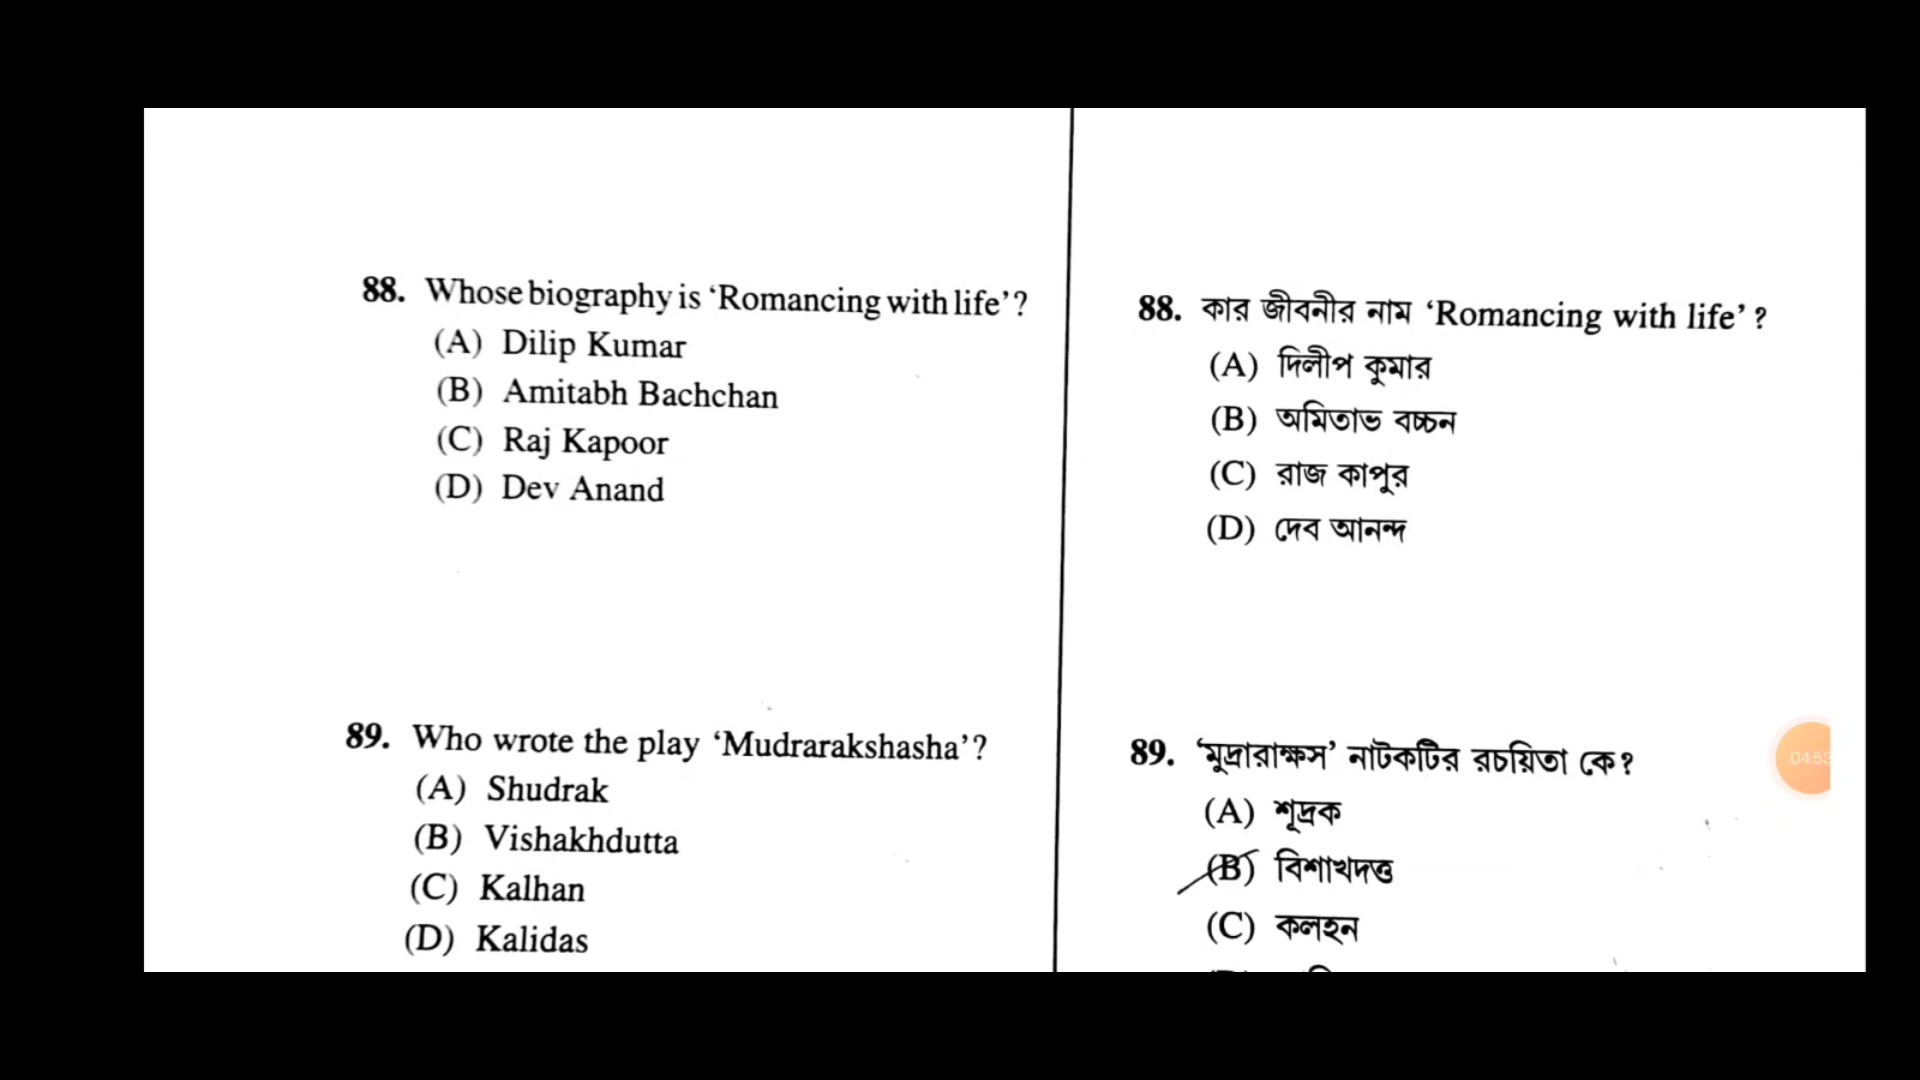 88. Whose biography is ‘Romancing with life’?
(A) Dilip Kumar
(B) Amitabh Bachchan
(C) Raj Kapoor
(D) Dev Anand
89. Who wrote the play ‘Mudrarakshasha’?
(A) Shudrak
(B) Vishakhdutta
(C) Kalhan
(D) Kalidas
88. কার জীবনীর নাম ‘Romancing with life’ ?
(A) দিলীপ কুমার
(B) অমিতাভ বচ্চন
(C) রাজ কাপুর
(D) দেব আনন্দ
89. ‘মুদ্রারাক্ষস’ নাটকটির রচয়িতা কে?
(A) শূদ্রক
(B) বিশাখদত্ত
(C) কলহন
04:53